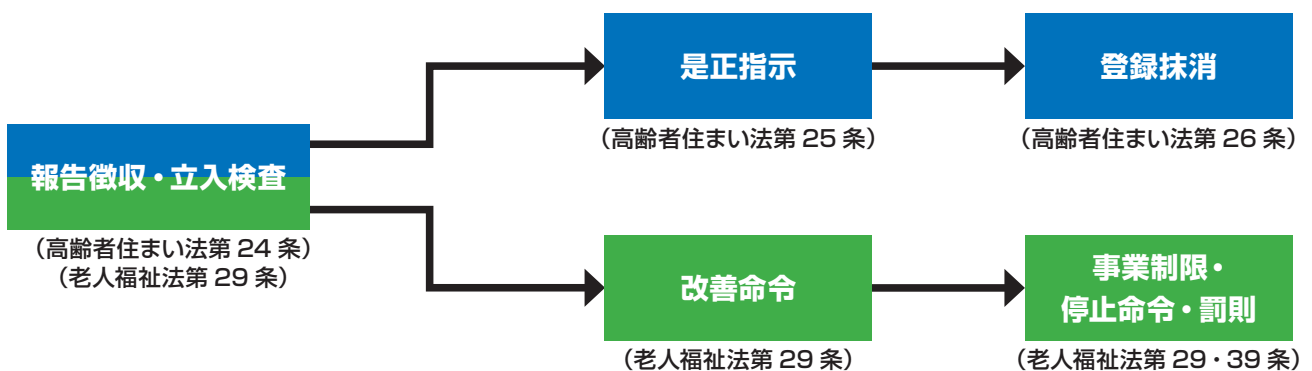 是正指示
(高齢者住まい法第 25 条)
登録抹消
(高齢者住まい法第 26 条)
報告徴収・立入検査
(高齢者住まい法第 24 条)
(老人福祉法第 29 条)
改善命令
(老人福祉法第 29 条)
事業制限・
停止命令・罰則
(老人福祉法第 29・39 条)